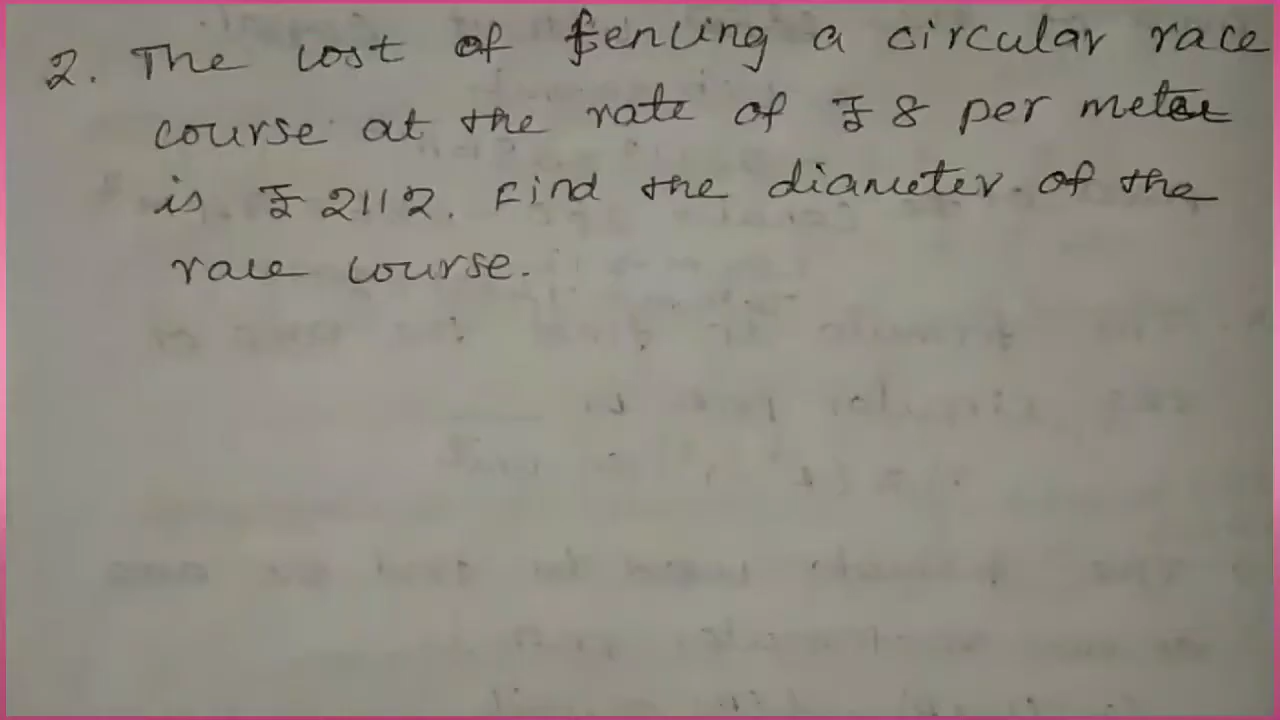 2. The cost of fencing a circular race
course at the rate of ₹ 8 per meter
is ₹ 2112. Find the diameter of the
race course.